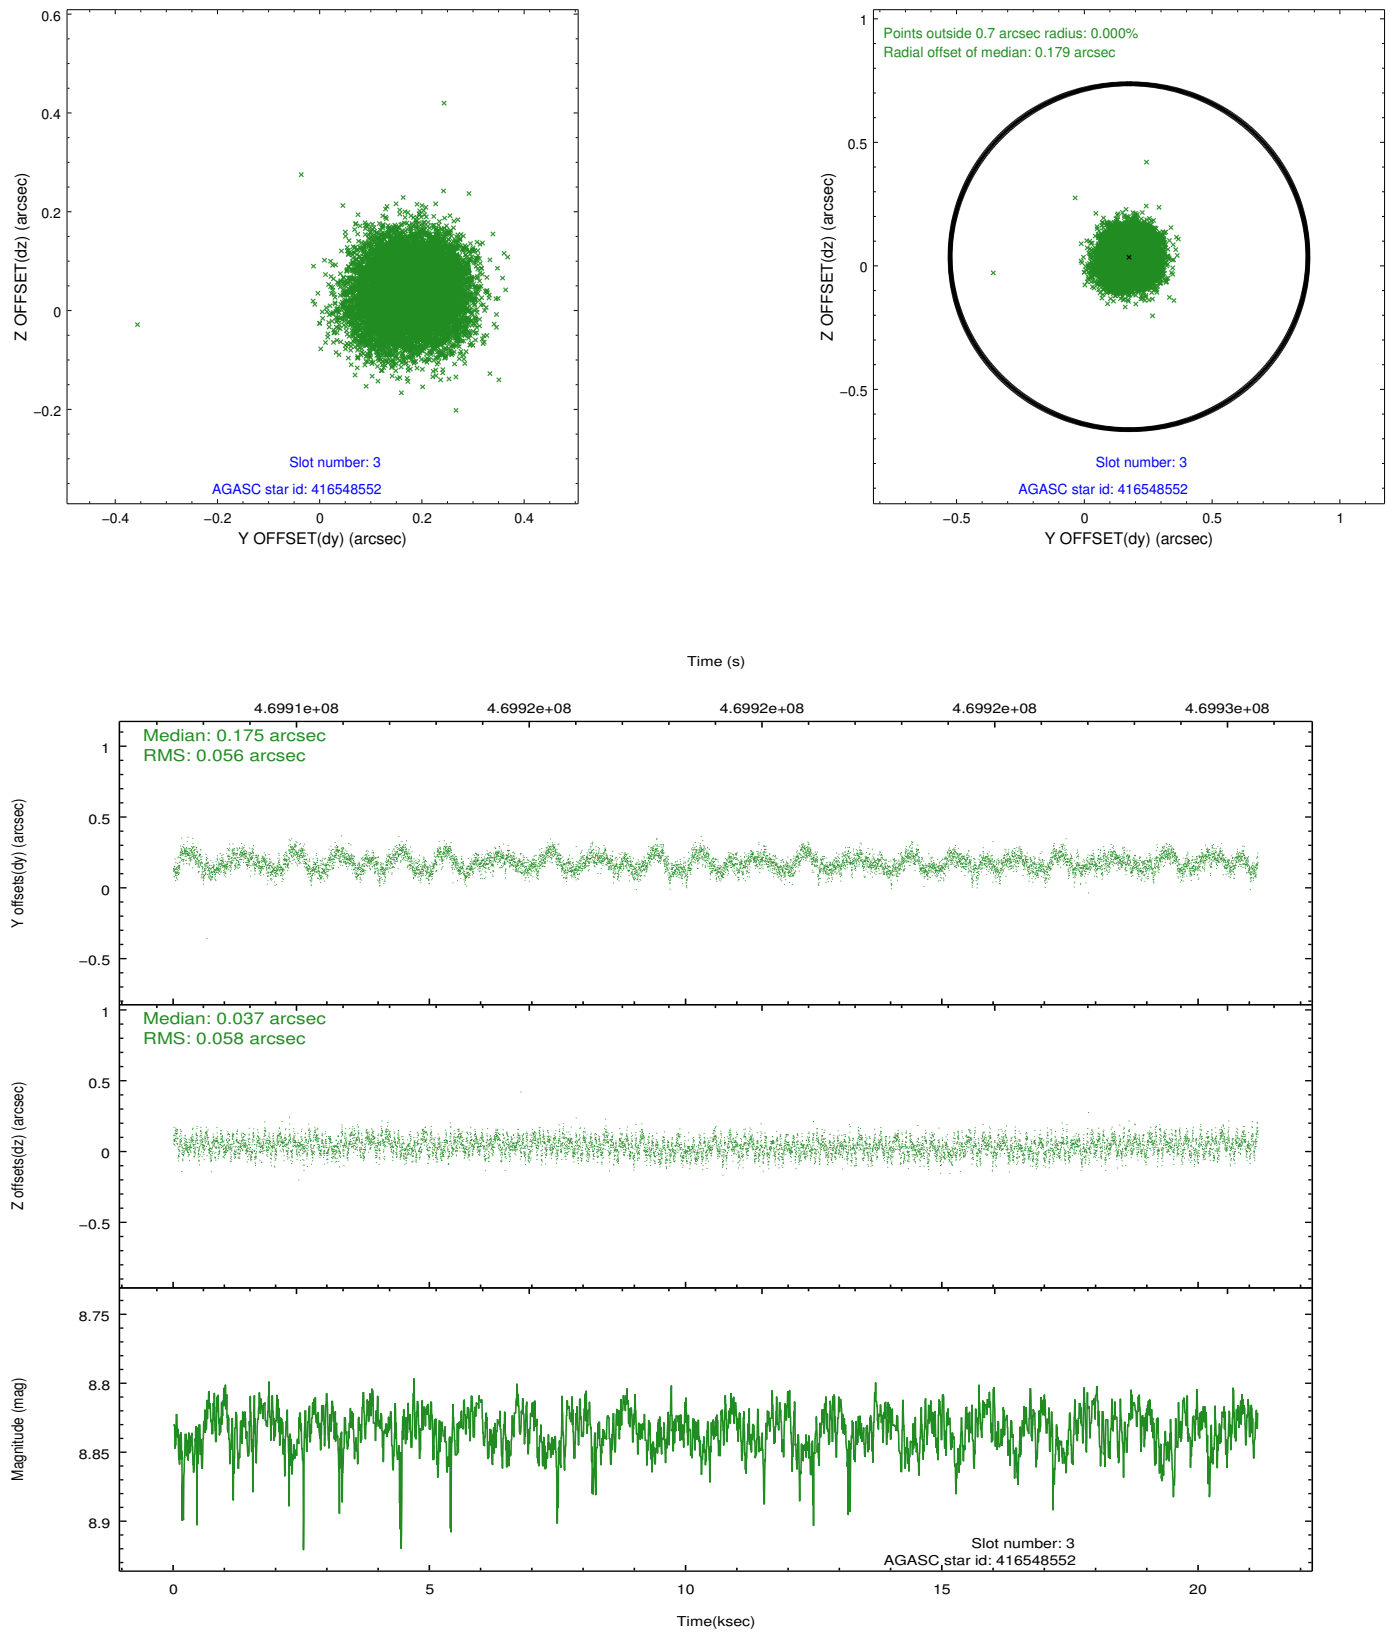 0.6
0.4
0.2
0
−0.2
Z OFFSET(dz) (arcsec)
Slot number: 3
AGASC star id: 416548552
−0.4 −0.2 0 0.2 0.4
Y OFFSET(dy) (arcsec)
Points outside 0.7 arcsec radius: 0.000%
Radial offset of median: 0.179 arcsec
1
0.5
0
−0.5
Z OFFSET(dz) (arcsec)
Slot number: 3
AGASC star id: 416548552
−0.5 0 0.5 1
Y OFFSET(dy) (arcsec)
Time (s)
4.6991e+08 4.6992e+08 4.6992e+08 4.6992e+08 4.6993e+08
Median: 0.175 arcsec
RMS: 0.056 arcsec
1
0.5
0
−0.5
Y offsets(dy) (arcsec)
Median: 0.037 arcsec
RMS: 0.058 arcsec
1
0.5
0
−0.5
Z offsets(dz) (arcsec)
8.75
8.8
8.85
8.9
Magnitude (mag)
Slot number: 3
AGASC star id: 416548552
0 5 10 15 20
Time(ksec)